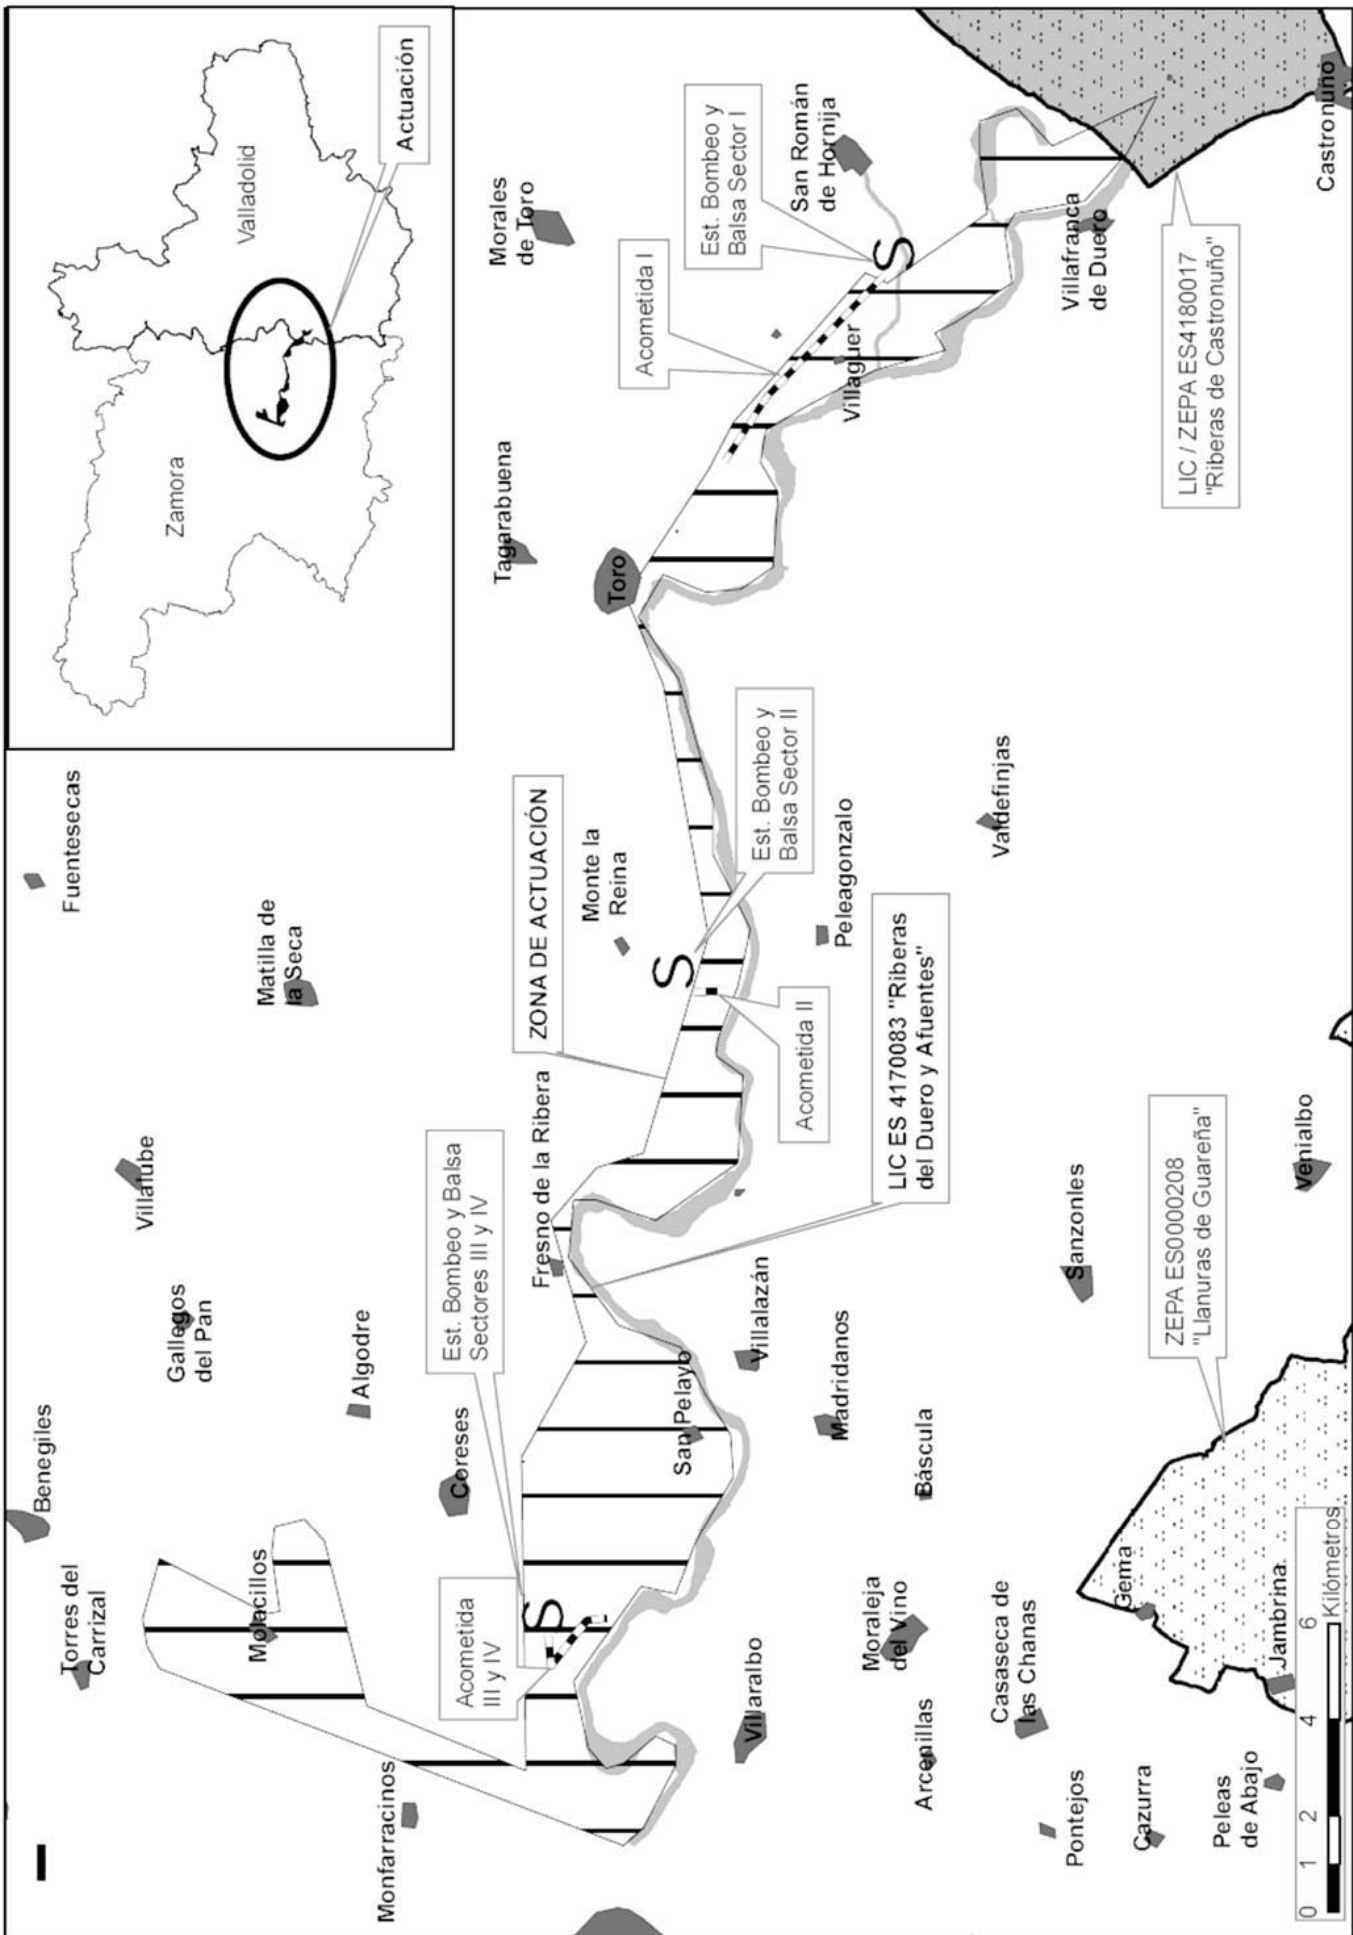 Zamora
Valladolid
Actuación
Benegiles
Torres del
Carrizal
Gallegos
del Pan
Villalube
Fuentesecas
Matilla de
la Seca
Molacillos
Algodre
Monfarracinos
Coreses
Acometida
III y IV
Est. Bombeo y Balsa
Sectores III y IV
S
Fresno de la Ribera
ZONA DE ACTUACIÓN
Monte la
Reina
S
Tagarabuena
Toro
Morales
de Toro
Acometida I
Est. Bombeo y
Balsa Sector I
San Román
de Hornija
S
Villaguer
San Pelayo
Villaralbo
Villalazán
Acometida II
Est. Bombeo y
Balsa Sector II
Madridanos
Peleagonzalo
LIC ES 4170083 "Riberas
del Duero y Afuentes"
Moraleja
del Vino
Arcenillas
Báscula
Casaseca de
las Chanas
Valdefinjas
Villafranca
de Duero
Sanzonles
Pontejos
Cazurra
Gema
ZEPA ES0000208
"Llanuras de Guareña"
LIC / ZEPA ES4180017
"Riberas de Castronuño"
Peleas
de Abajo
Jambrina
Venialbo
Castronuño
0 1 2 4 6
Kilómetros